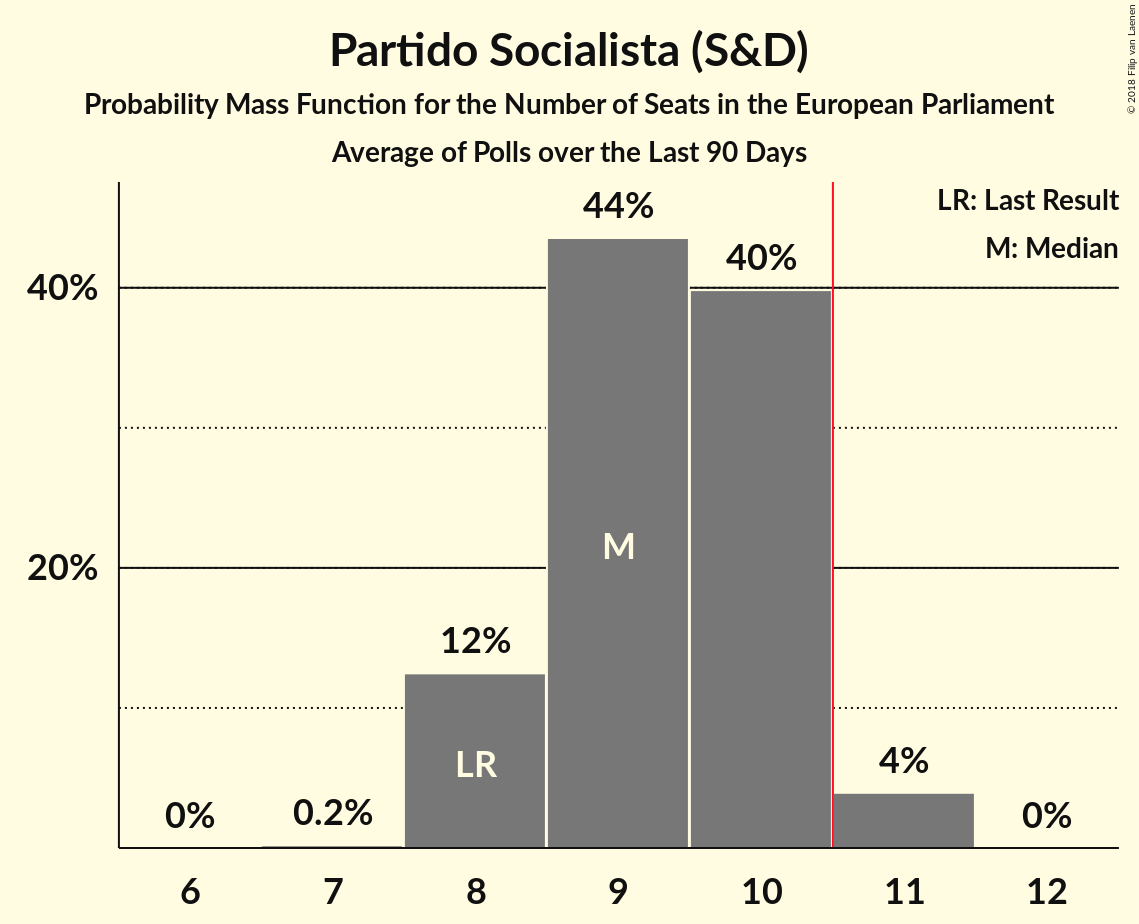 Partido Socialista (S&D)
Probability Mass Function for the Number of Seats in the European Parliament
Average of Polls over the Last 90 Days
© 2018 Filip van Laenen
LR: Last Result
M: Median
44%
40%
40%
20%
12%
4%
0%
0.2%
0%
M
LR
6
7
8
9
10
11
12